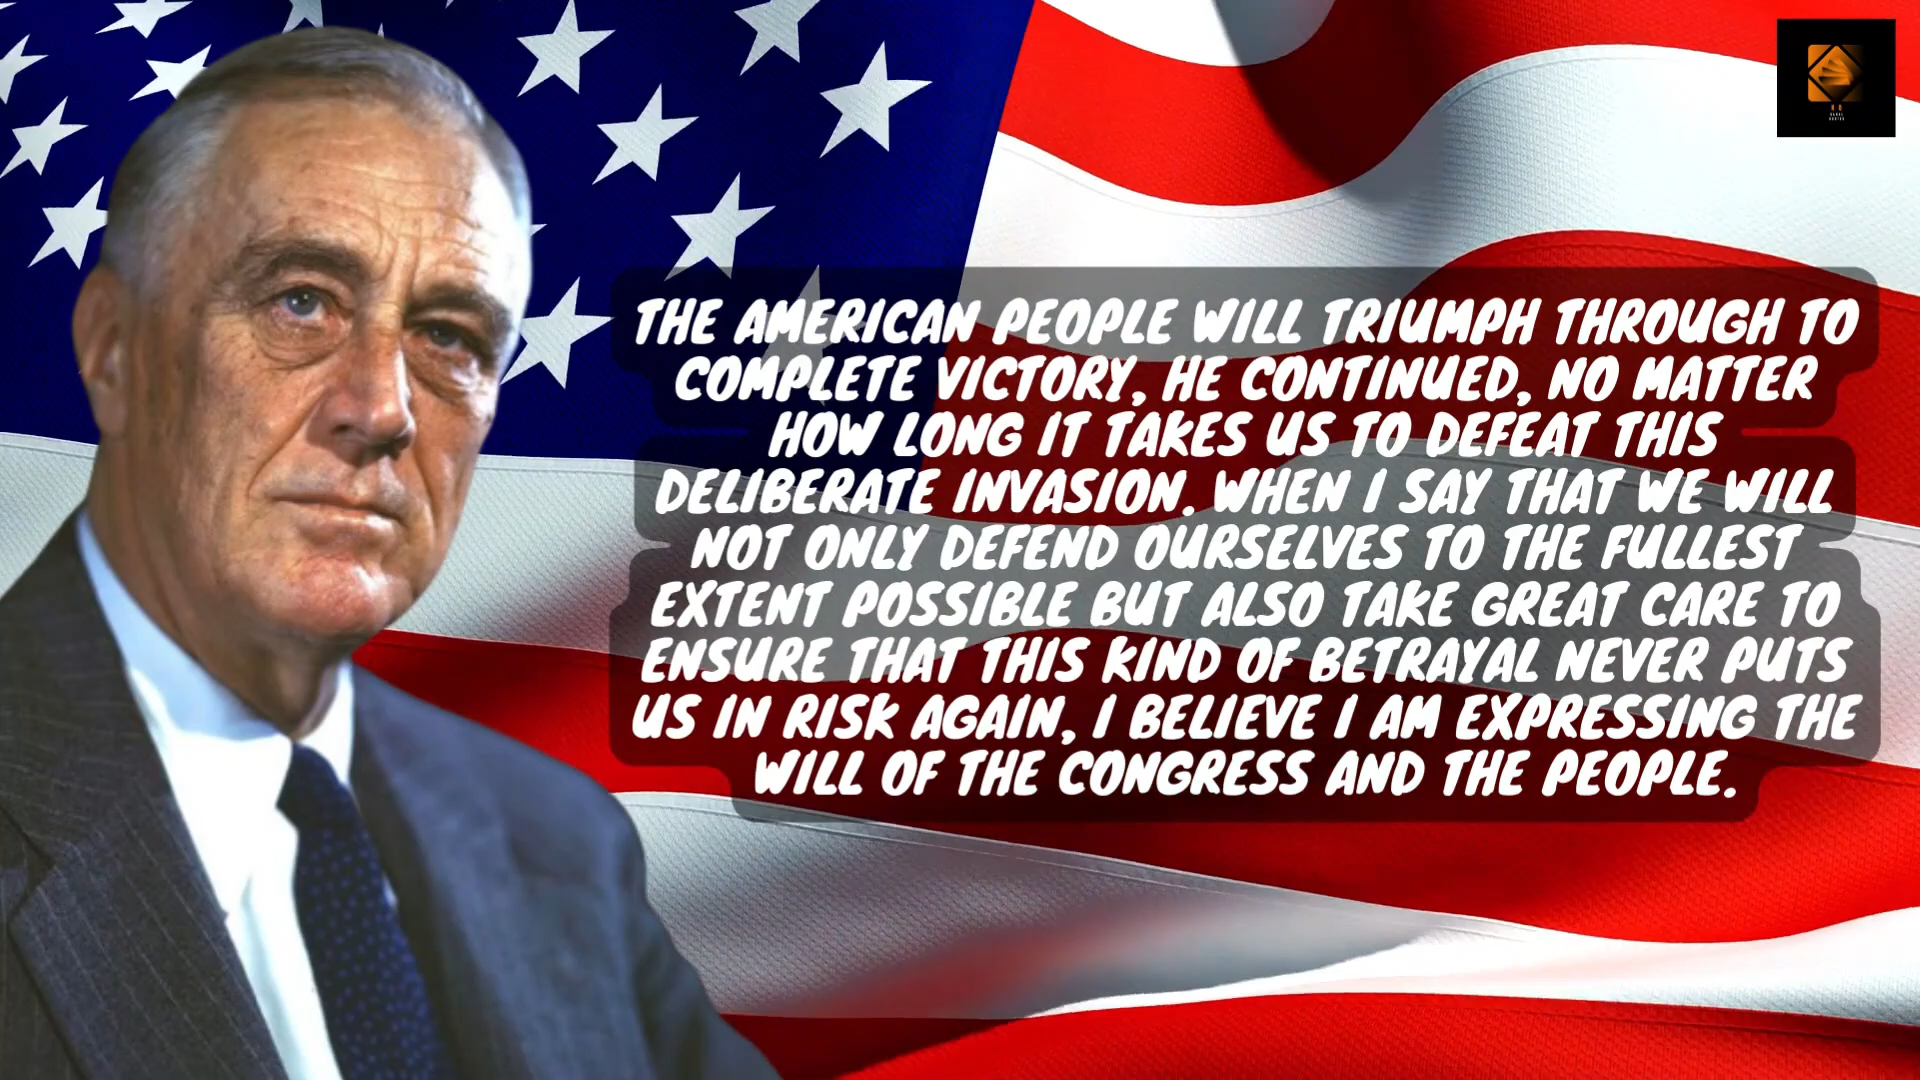 THE AMERICAN PEOPLE WILL TRIUMPH THROUGH TO
COMPLETE VICTORY, HE CONTINUED, NO MATTER
HOW LONG IT TAKES US TO DEFEAT THIS
DELIBERATE INVASION. WHEN I SAY THAT WE WILL
NOT ONLY DEFEND OURSELVES TO THE FULLEST
EXTENT POSSIBLE BUT ALSO TAKE GREAT CARE TO
ENSURE THAT THIS KIND OF BETRAYAL NEVER PUTS
US IN RISK AGAIN, I BELIEVE I AM EXPRESSING THE
WILL OF THE CONGRESS AND THE PEOPLE.